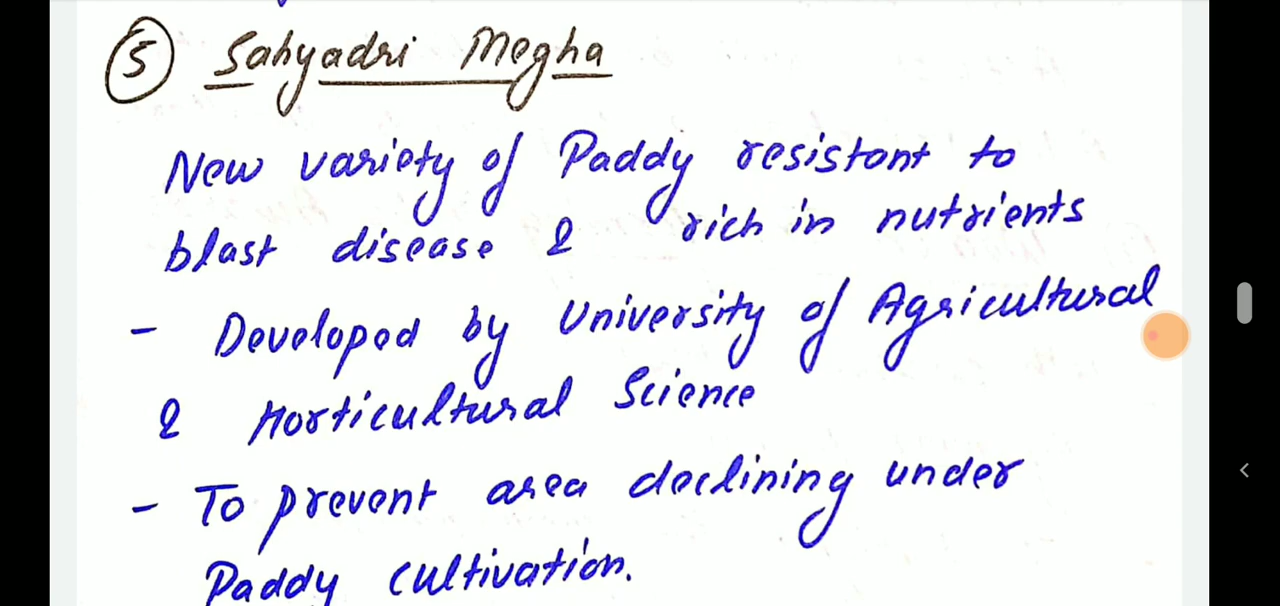 5 Sahyadri Megha
New variety of Paddy resistant to
blast disease & rich in nutrients
- Developed by University of Agricultural
& Horticultural Science
- To prevent area declining under
Paddy cultivation.